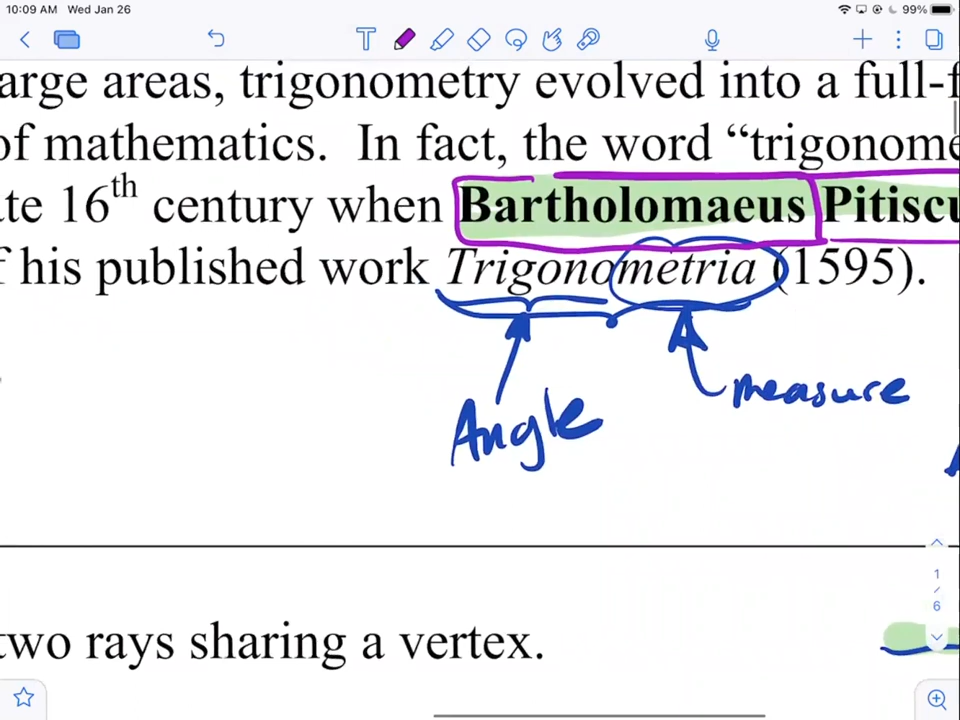 10:09 AM Wed Jan 26 99%
T
arge areas, trigonometry evolved into a full-f
of mathematics. In fact, the word “trigonome
te 16th century when Bartholomaeus Pitiscu
f his published work Trigonometria (1595).
Angle measure
1
/
6
two rays sharing a vertex.